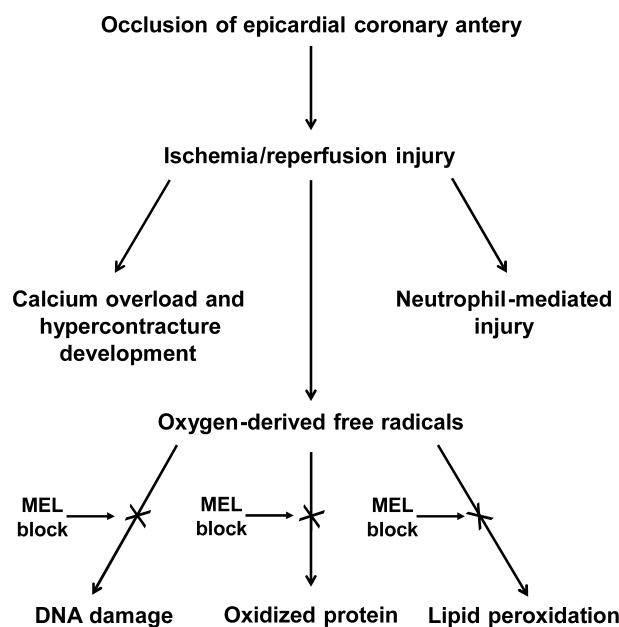 Occlusion of epicardial coronary antery
Ischemia/reperfusion injury
Calcium overload and
hypercontracture
development
Neutrophil-mediated
injury
Oxygen-derived free radicals
MEL
block
MEL
block
MEL
block
DNA damage
Oxidized protein
Lipid peroxidation